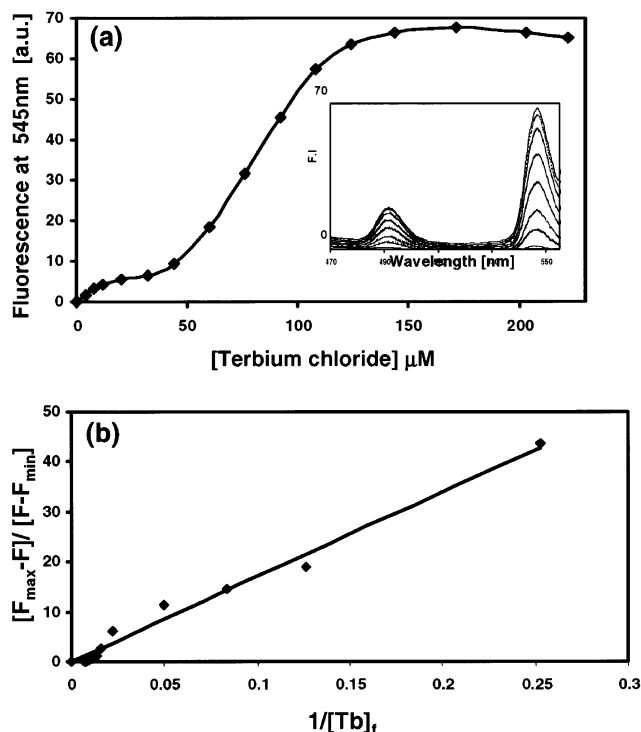 (a)
Fluorescence at 545nm [a.u.]
70
60
50
40
30
20
10
0
0 50 100 150 200
[Terbium chloride] µM
70
F.I
0
470 490 550
Wavelength [nm]
(b)
[Fmax-F]/ [F-Fmin]
50
40
30
20
10
0
0 0.05 0.1 0.15 0.2 0.25 0.3
1/[Tb]f